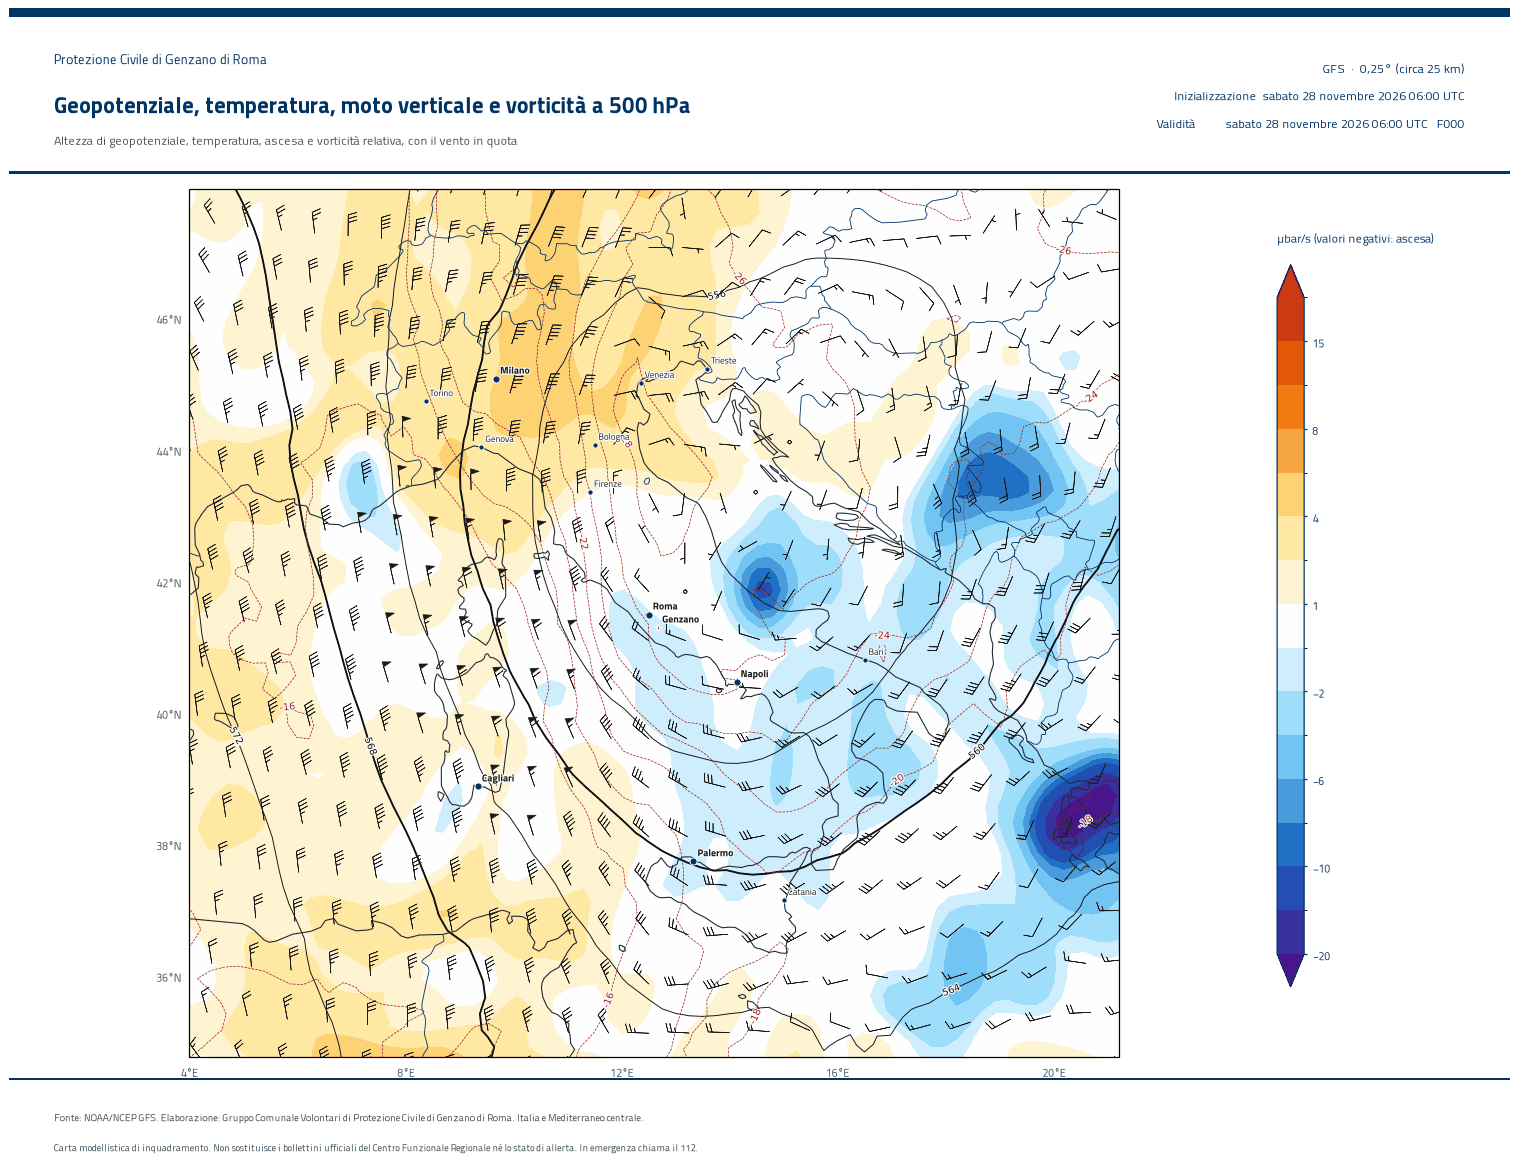 Protezione Civile di Genzano di Roma
Geopotenziale, temperatura, moto verticale e vorticità a 500 hPa
Altezza di geopotenziale, temperatura, ascesa e vorticità relativa, con il vento in quota
GFS · 0,25° (circa 25 km)
Inizializzazione sabato 28 novembre 2026 06:00 UTC
Validità sabato 28 novembre 2026 06:00 UTC F000
µbar/s (valori negativi: ascesa)
15
8
4
1
−2
−6
−10
−20
46°N
44°N
42°N
40°N
38°N
36°N
4°E
8°E
12°E
16°E
20°E
-26
-26
556
Trieste
Milano
Venezia
Torino
-24
Genova
Bologna
Firenze
-22
Roma
Genzano
-24
Bari
Napoli
-16
572
568
560
Cagliari
-20
-18
Palermo
Catania
564
-16
-18
Fonte: NOAA/NCEP GFS. Elaborazione: Gruppo Comunale Volontari di Protezione Civile di Genzano di Roma. Italia e Mediterraneo centrale.
Carta modellistica di inquadramento. Non sostituisce i bollettini ufficiali del Centro Funzionale Regionale né lo stato di allerta. In emergenza chiama il 112.